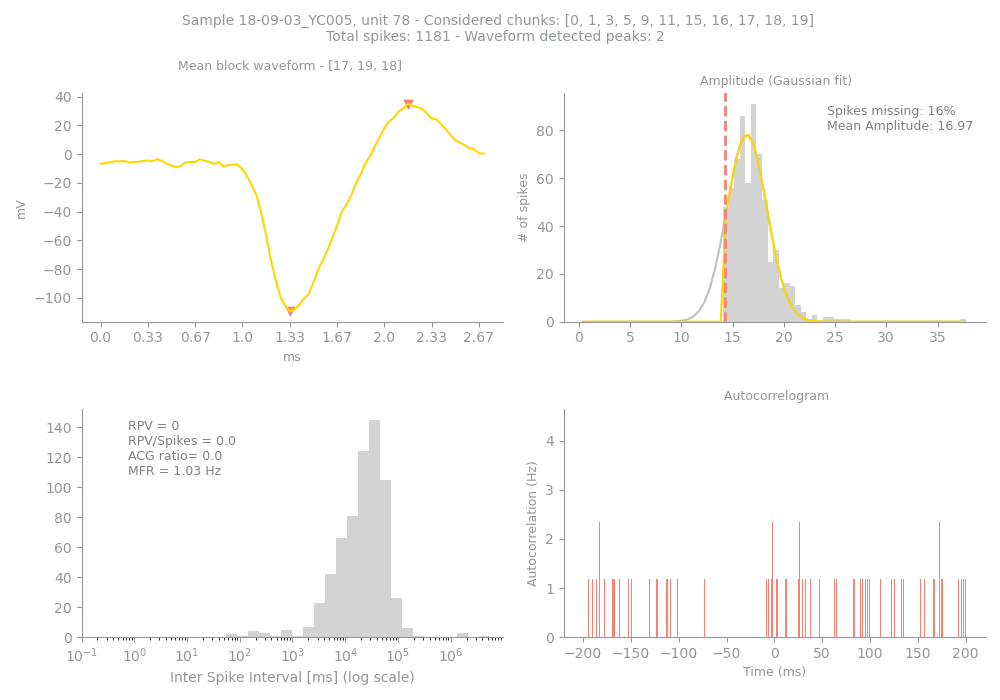 Sample 18-09-03_YC005, unit 78 - Considered chunks: [0, 1, 3, 5, 9, 11, 15, 16, 17, 18, 19]
Total spikes: 1181 - Waveform detected peaks: 2
Mean block waveform - [17, 19, 18]
40
20
0
−20
−40
−60
−80
−100
mV
0.0 0.33 0.67 1.0 1.33 1.67 2.0 2.33 2.67
ms
Amplitude (Gaussian fit)
Spikes missing: 16%
Mean Amplitude: 16.97
80
60
40
20
0
# of spikes
0 5 10 15 20 25 30 35
RPV = 0
RPV/Spikes = 0.0
ACG ratio= 0.0
MFR = 1.03 Hz
140
120
100
80
60
40
20
0
10⁻¹ 10⁰ 10¹ 10² 10³ 10⁴ 10⁵ 10⁶
Inter Spike Interval [ms] (log scale)
Autocorrelogram
4
3
2
1
0
Autocorrelation (Hz)
−200 −150 −100 −50 0 50 100 150 200
Time (ms)